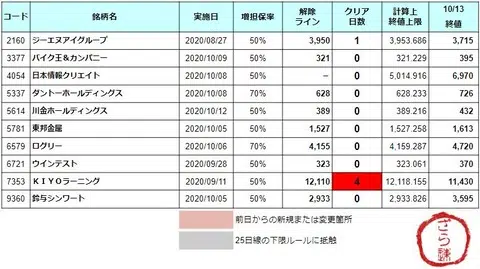 コード 銘柄名 実施日 増担保率 解除ライン クリア日数 計算上終値上限 10/13終値
2160 ジーエヌアイグループ 2020/08/27 50% 3,950 1 3,953.686 3,715
3377 バイク王&カンパニー 2020/10/09 50% 321 0 321.229 395
4054 日本情報クリエイト 2020/10/08 50% - 0 5,014.916 6,970
5337 ダントーホールディングス 2020/10/08 70% 628 0 628.233 726
5614 川金ホールディングス 2020/10/12 50% 389 0 389.216 432
5781 東邦金属 2020/10/05 50% 1,527 0 1,527.258 1,613
6579 ログリー 2020/10/06 70% 4,155 0 4,159.287 4,720
6721 ウインテスト 2020/09/28 50% 323 0 323.061 370
7353 KIYOラーニング 2020/09/11 50% 12,110 4 12,118.155 11,430
9360 鈴与シンワート 2020/10/05 50% 2,933 0 2,933.826 3,595
前日からの新規または変更箇所
25日線の下限ルールに抵触